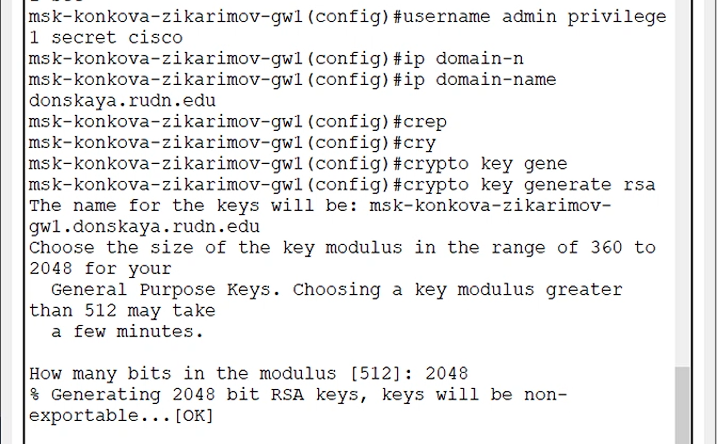 msk-konkova-zikarimov-gw1(config)#username admin privilege
1 secret cisco
msk-konkova-zikarimov-gw1(config)#ip domain-n
msk-konkova-zikarimov-gw1(config)#ip domain-name
donskaya.rudn.edu
msk-konkova-zikarimov-gw1(config)#crep
msk-konkova-zikarimov-gw1(config)#cry
msk-konkova-zikarimov-gw1(config)#crypto key gene
msk-konkova-zikarimov-gw1(config)#crypto key generate rsa
The name for the keys will be: msk-konkova-zikarimov-
gw1.donskaya.rudn.edu
Choose the size of the key modulus in the range of 360 to
2048 for your
General Purpose Keys. Choosing a key modulus greater
than 512 may take
a few minutes.
How many bits in the modulus [512]: 2048
% Generating 2048 bit RSA keys, keys will be non-
exportable...[OK]